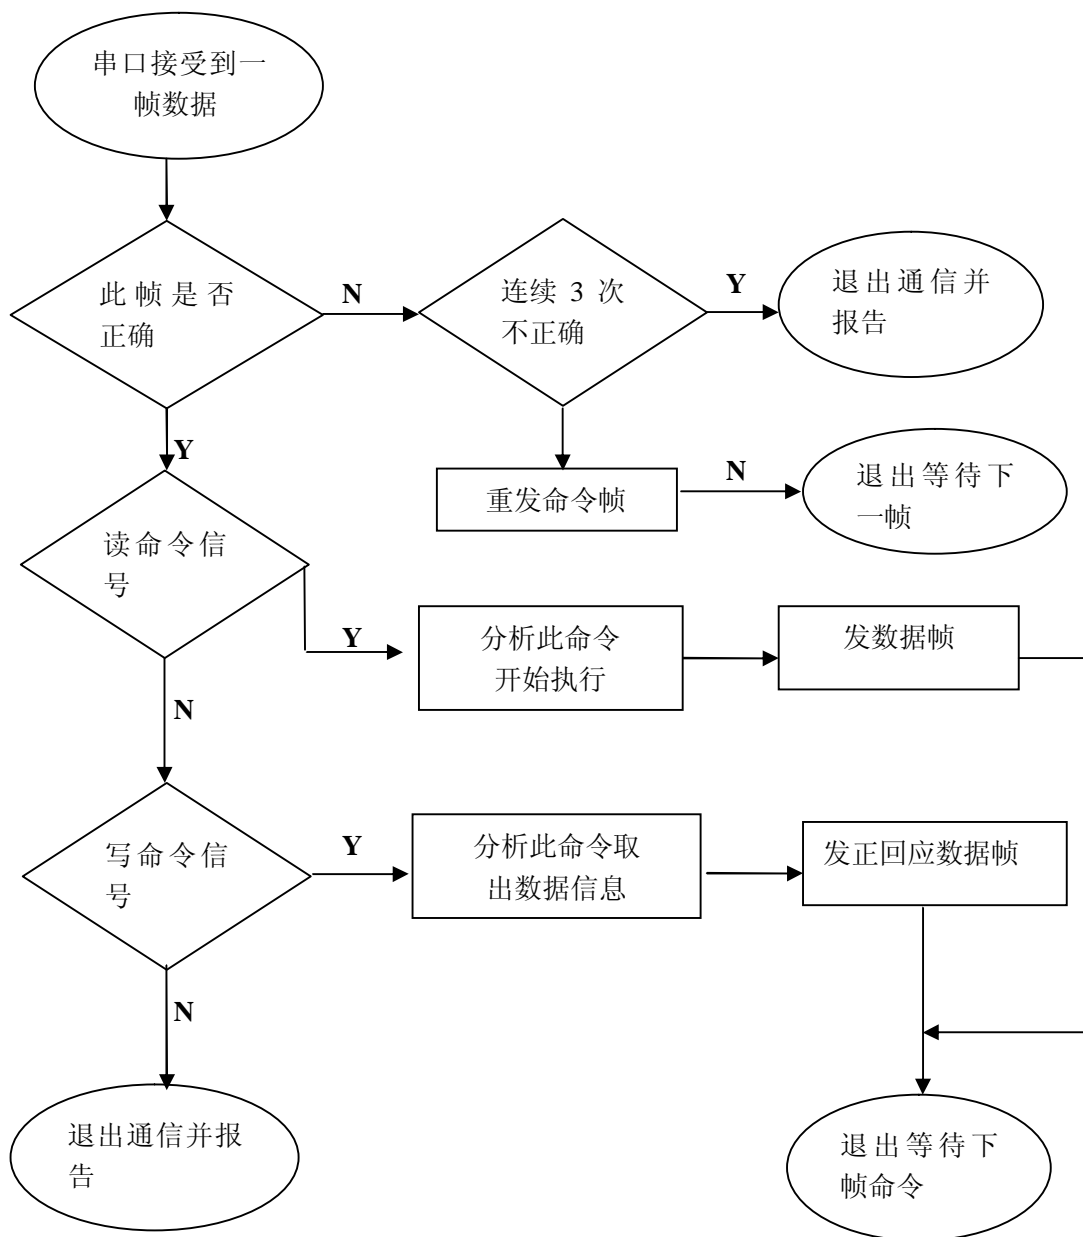 串口接受到一
帧数据
此帧是否
正确
N
连续 3 次
不正确
Y
退出通信并
报告
Y
重发命令帧
N
退出等待下
一帧
读命令信
号
Y
分析此命令
开始执行
发数据帧
N
写命令信
号
Y
分析此命令取
出数据信息
发正回应数据帧
N
退出通信并报
告
退出等待下
帧命令